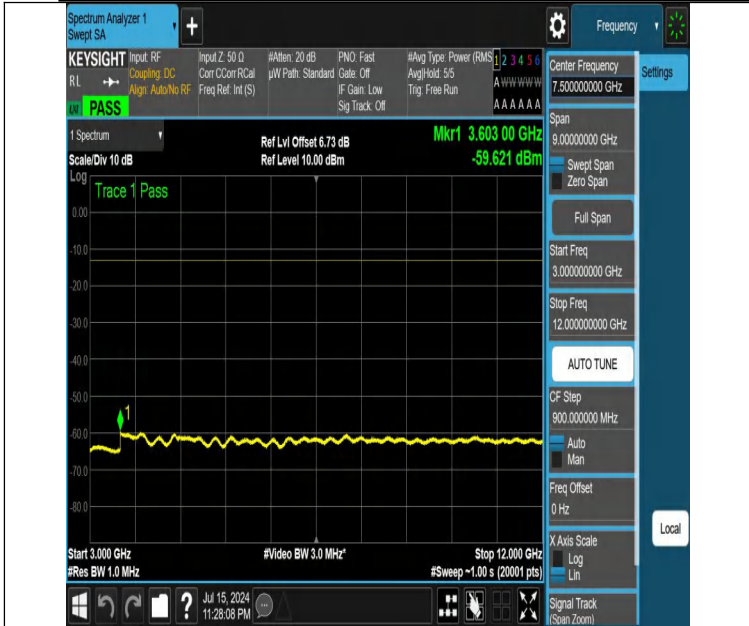 Spectrum Analyzer 1
Swept SA
+
Frequency
KEYSIGHT
RL
PASS
Input: RF
Coupling: DC
Align: Auto/No RF
Input Z: 50 Ω
Corr CCorr RCal
Freq Ref: Int (S)
#Atten: 20 dB
µW Path: Standard
PNO: Fast
Gate: Off
IF Gain: Low
Sig Track: Off
#Avg Type: Power (RMS
Avg|Hold: 5/5
Trig: Free Run
1 2 3 4 5 6
A W W W W W
A A A A A A
1 Spectrum
Scale/Div 10 dB
Ref Lvl Offset 6.73 dB
Ref Level 10.00 dBm
Mkr1 3.603 00 GHz
-59.621 dBm
Log
Trace 1 Pass
0.00
-10.0
-20.0
-30.0
-40.0
-50.0
-60.0
-70.0
-80.0
1
Start 3.000 GHz
#Res BW 1.0 MHz
#Video BW 3.0 MHz*
Stop 12.000 GHz
#Sweep ~1.00 s (20001 pts)
?
Jul 15, 2024
11:28:08 PM
Center Frequency
7.500000000 GHz
Settings
Span
9.00000000 GHz
Swept Span
Zero Span
Full Span
Start Freq
3.000000000 GHz
Stop Freq
12.000000000 GHz
AUTO TUNE
CF Step
900.000000 MHz
Auto
Man
Freq Offset
0 Hz
Local
X Axis Scale
Log
Lin
Signal Track
(Span Zoom)